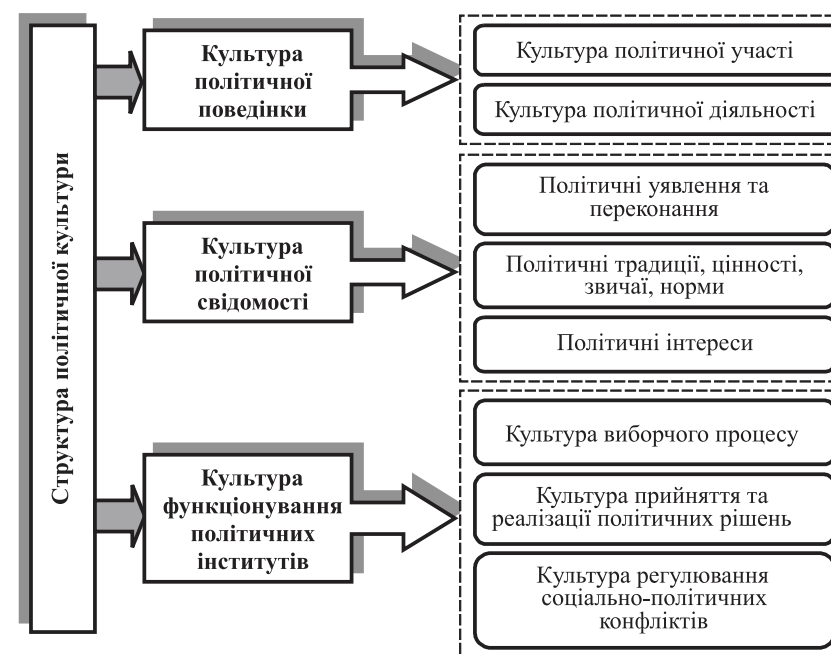 Структура політичної культури
Культура
політичної
поведінки
Культура політичної участі
Культура політичної діяльності
Культура
політичної
свідомості
Політичні уявлення та
переконання
Політичні традиції, цінності,
звичаї, норми
Політичні інтереси
Культура
функціонування
політичних
інститутів
Культура виборчого процесу
Культура прийняття та
реалізації політичних рішень
Культура регулювання
соціально-політичних
конфліктів